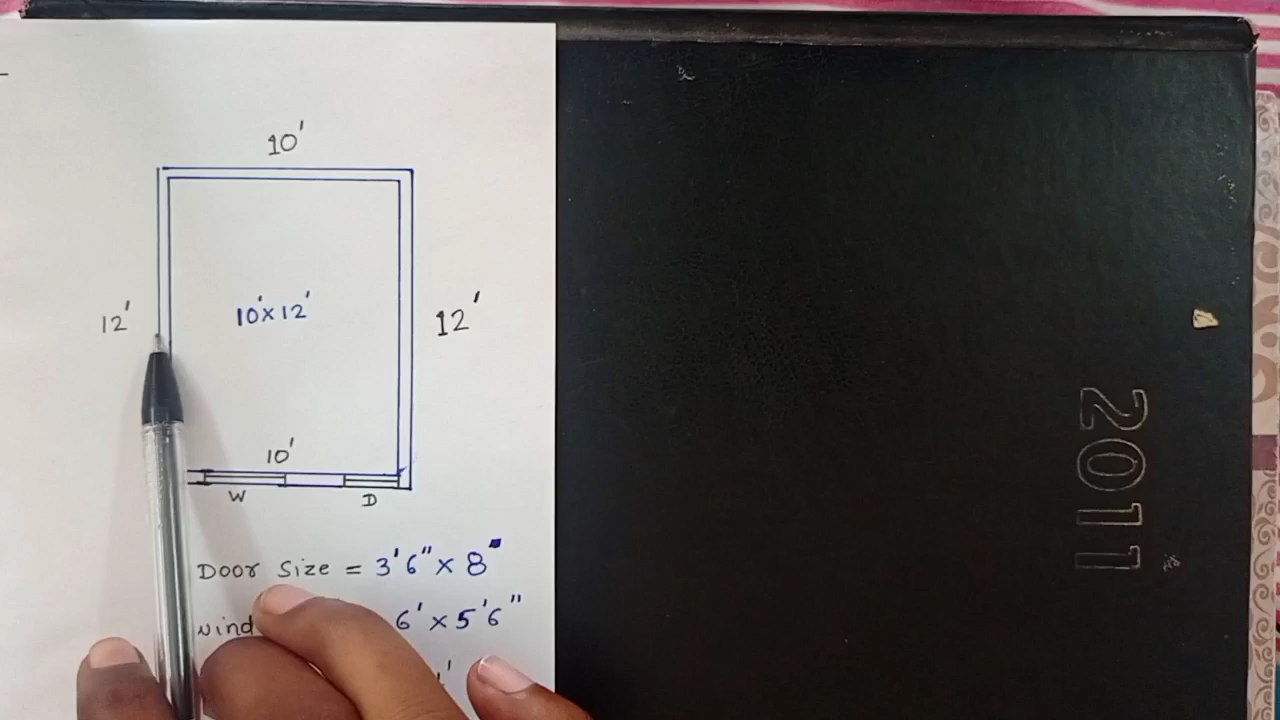 10'
12'
10'x12'
12'
10'
W
D
Door Size = 3'6" x 8
6' x 5'6"
2011